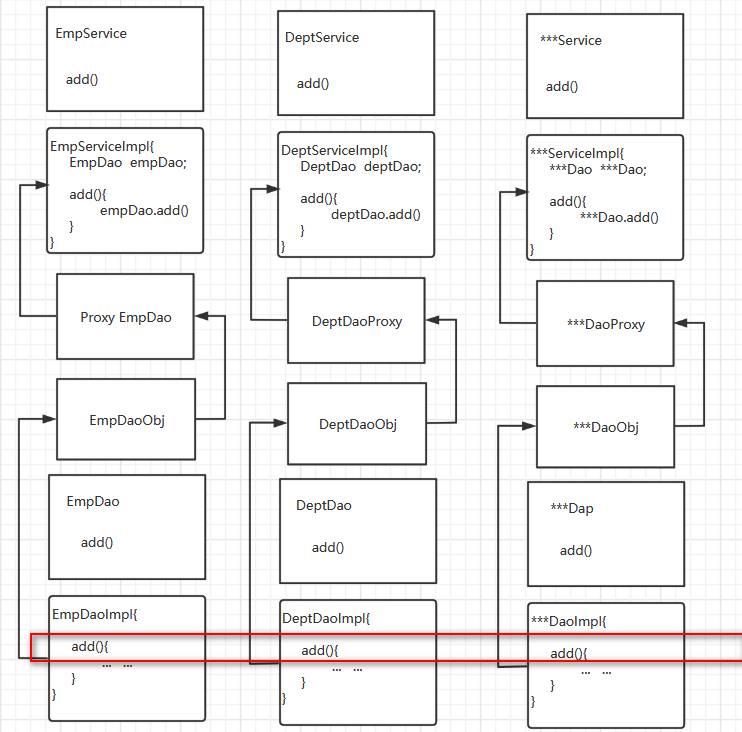 EmpService
add()
EmpServiceImpl{
EmpDao empDao;
add(){
empDao.add()
}
}
Proxy EmpDao
EmpDaoObj
EmpDao
add()
EmpDaoImpl{
add(){
... ...
}
}
DeptService
add()
DeptServiceImpl{
DeptDao deptDao;
add(){
deptDao.add()
}
}
DeptDaoProxy
DeptDaoObj
DeptDao
add()
DeptDaoImpl{
add(){
... ...
}
}
***Service
add()
***ServiceImpl{
***Dao ***Dao;
add(){
***Dao.add()
}
}
***DaoProxy
***DaoObj
***Dap
add()
***DaoImpl{
add(){
... ...
}
}